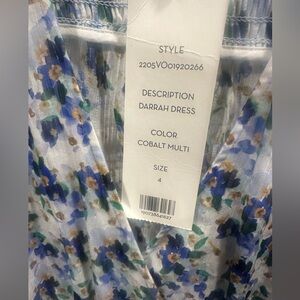 STYLE
2205VO01920266
DESCRIPTION
DARRAH DRESS
COLOR
COBALT MULTI
SIZE
4